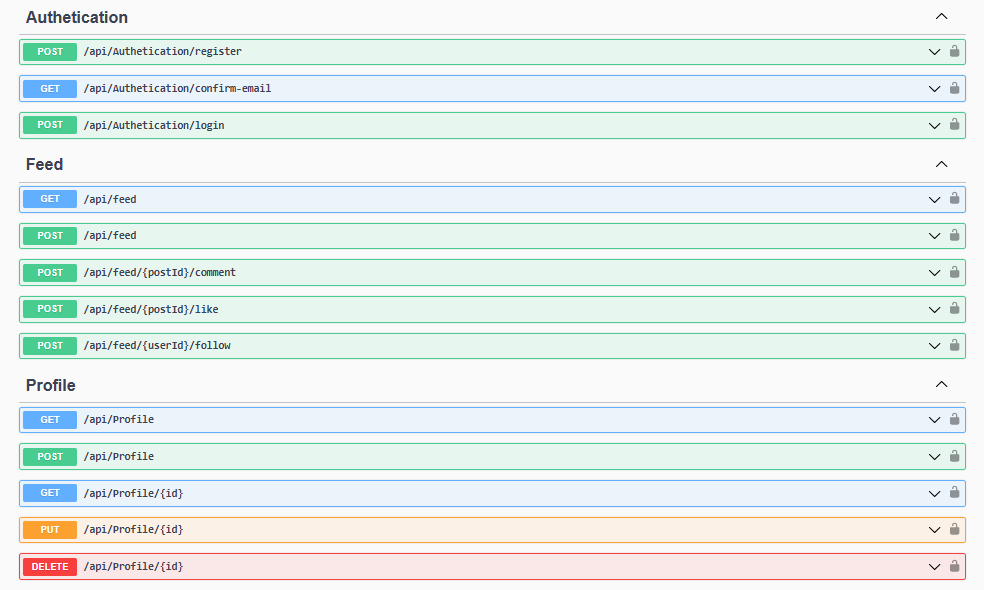 Authetication
POST /api/Authetication/register
GET /api/Authetication/confirm-email
POST /api/Authetication/login
Feed
GET /api/feed
POST /api/feed
POST /api/feed/{postId}/comment
POST /api/feed/{postId}/like
POST /api/feed/{userId}/follow
Profile
GET /api/Profile
POST /api/Profile
GET /api/Profile/{id}
PUT /api/Profile/{id}
DELETE /api/Profile/{id}